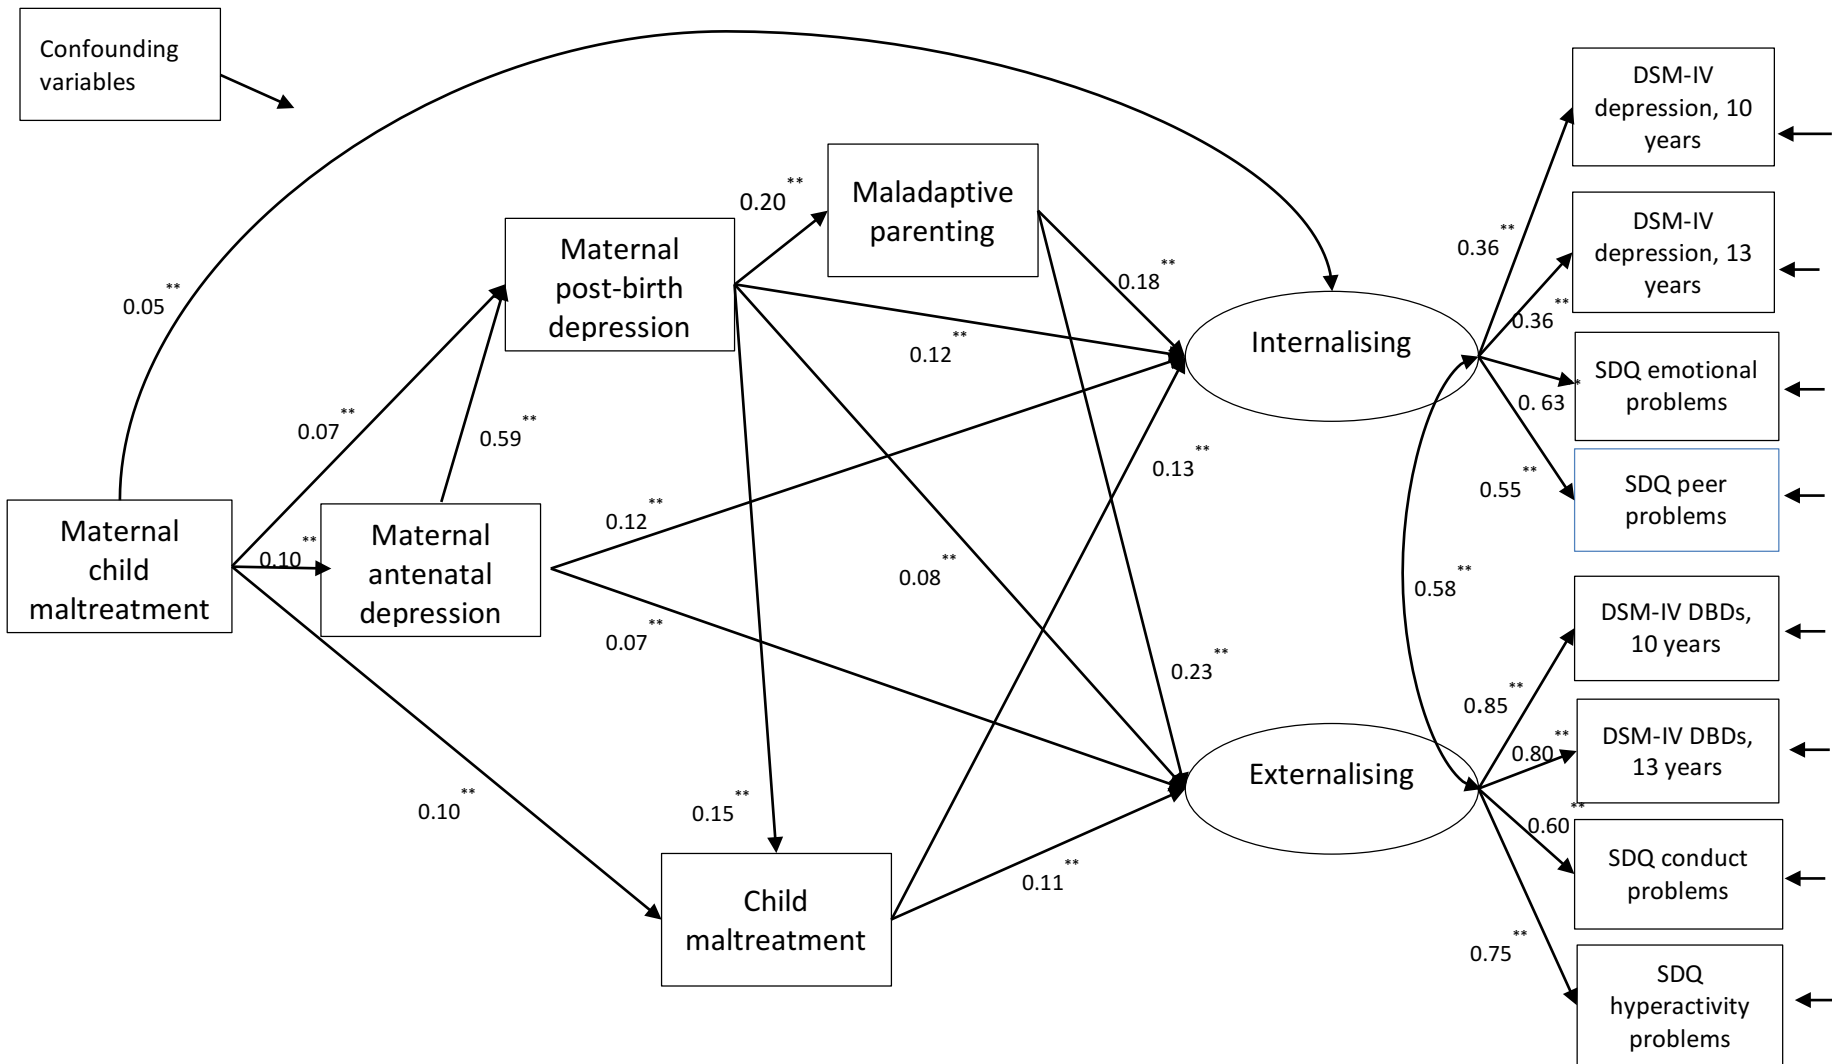 Confounding
variables
DSM-IV
depression, 10
years
Maladaptive
parenting
0.20**
DSM-IV
depression, 13
years
0.36**
Maternal
post-birth
depression
0.18**
0.05**
0.36**
Internalising
0.12**
SDQ emotional
problems
0. 63*
0.07**
0.59**
0.13**
0.55**
SDQ peer
problems
Maternal
child
maltreatment
0.10**
Maternal
antenatal
depression
0.12**
0.08**
0.58**
0.07**
DSM-IV DBDs,
10 years
0.23**
0.85**
DSM-IV DBDs,
13 years
0.80**
Externalising
0.10**
0.15**
0.60**
SDQ conduct
problems
0.11**
Child
maltreatment
0.75**
SDQ
hyperactivity
problems